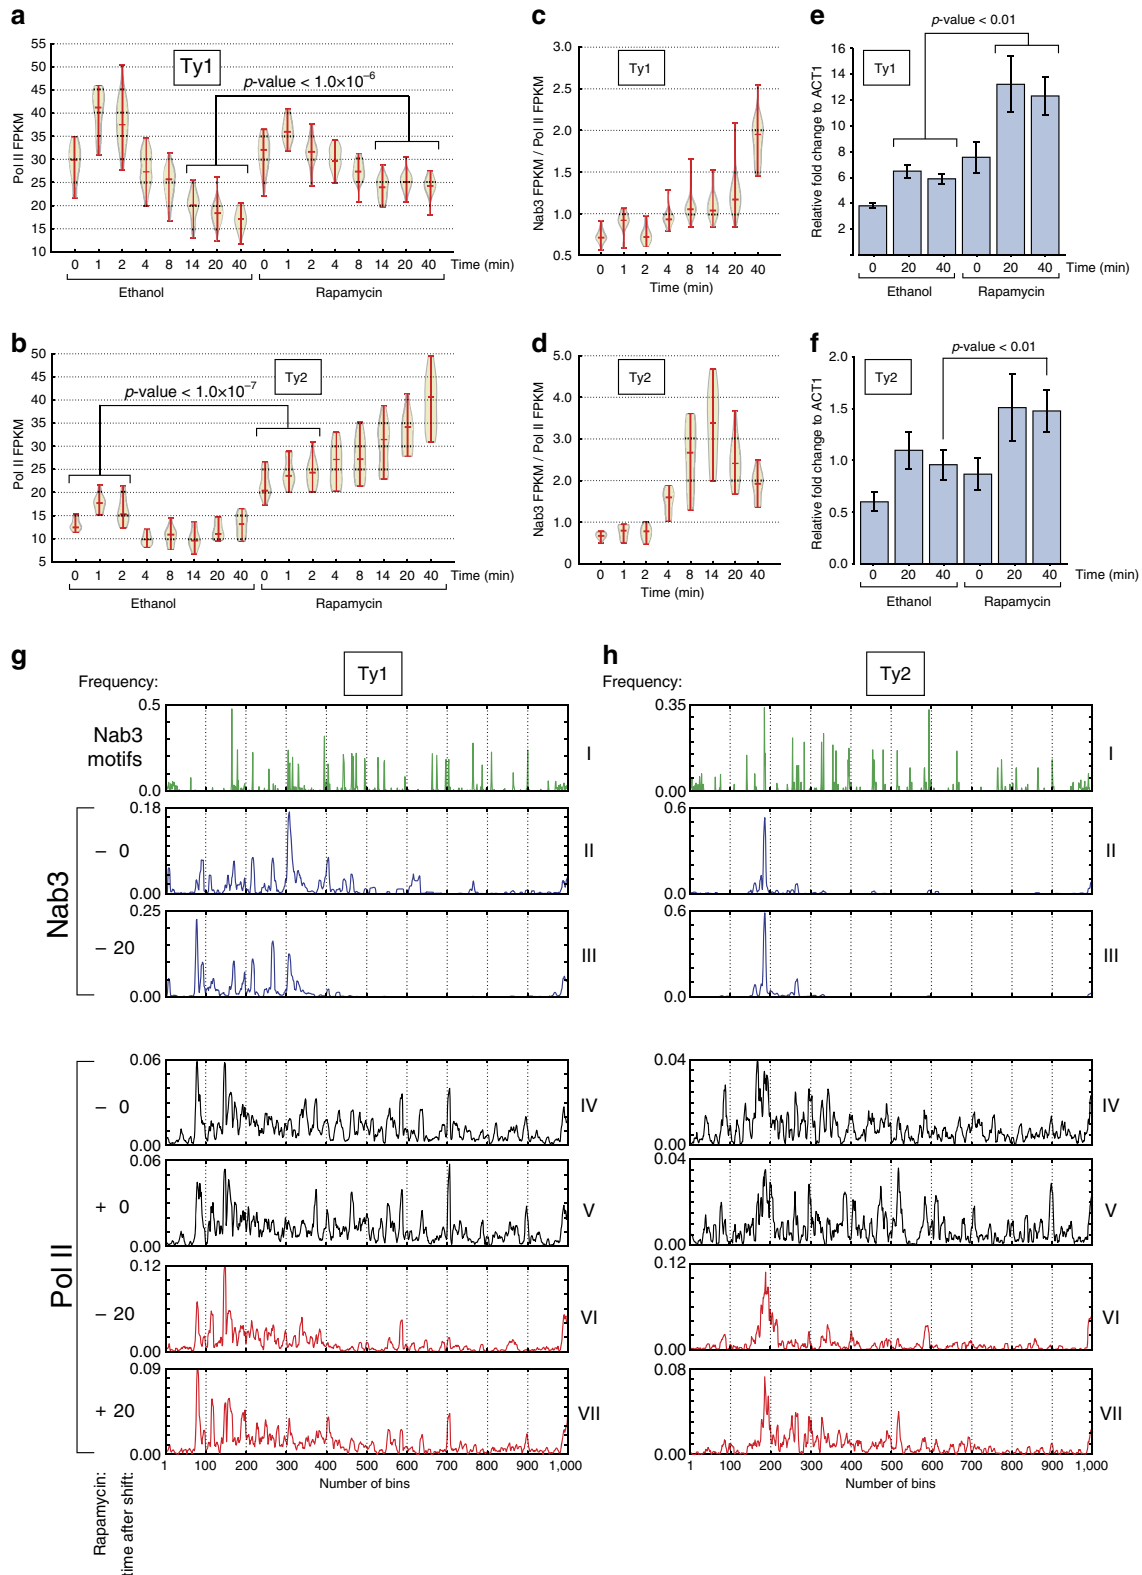 a
Ty1
p-value < 1.0×10−6
Pol II FPKM
55
50
45
40
35
30
25
20
15
10
0 1 2 4 8 14 20 40 0 1 2 4 8 14 20 40 Time (min)
Ethanol Rapamycin
c
Ty1
Nab3 FPKM / Pol II FPKM
3.0
2.5
2.0
1.5
1.0
0.5
0 1 2 4 8 14 20 40
Time (min)
e
p-value < 0.01
Ty1
Relative fold change to ACT1
16
14
12
10
8
6
4
2
0 20 40 0 20 40 Time (min)
Ethanol Rapamycin
b
Ty2
p-value < 1.0×10−7
Pol II FPKM
50
45
40
35
30
25
20
15
10
5
0 1 2 4 8 14 20 40 0 1 2 4 8 14 20 40 Time (min)
Ethanol Rapamycin
d
Ty2
Nab3 FPKM / Pol II FPKM
5.0
4.0
3.0
2.0
1.0
0
0 1 2 4 8 14 20 40
Time (min)
f
p-value < 0.01
Ty2
Relative fold change to ACT1
2.0
1.5
1.0
0.5
0.0
0 20 40 0 20 40 Time (min)
Ethanol Rapamycin
g
Ty1
Frequency:
Nab3
motifs
0.5
0.0
I
Nab3
− 0
0.18
0.00
II
− 20
0.25
0.00
III
Pol II
− 0
0.06
0.00
IV
+ 0
0.06
0.00
V
− 20
0.12
0.00
VI
+ 20
0.09
0.00
VII
1 100 200 300 400 500 600 700 800 900 1,000
Number of bins
Rapamycin:
time after shift:
h
Ty2
Frequency:
0.35
0.00
I
0.6
0.0
II
0.6
0.0
III
0.04
0.00
IV
0.04
0.00
V
0.12
0.00
VI
0.08
0.00
VII
1 100 200 300 400 500 600 700 800 900 1,000
Number of bins